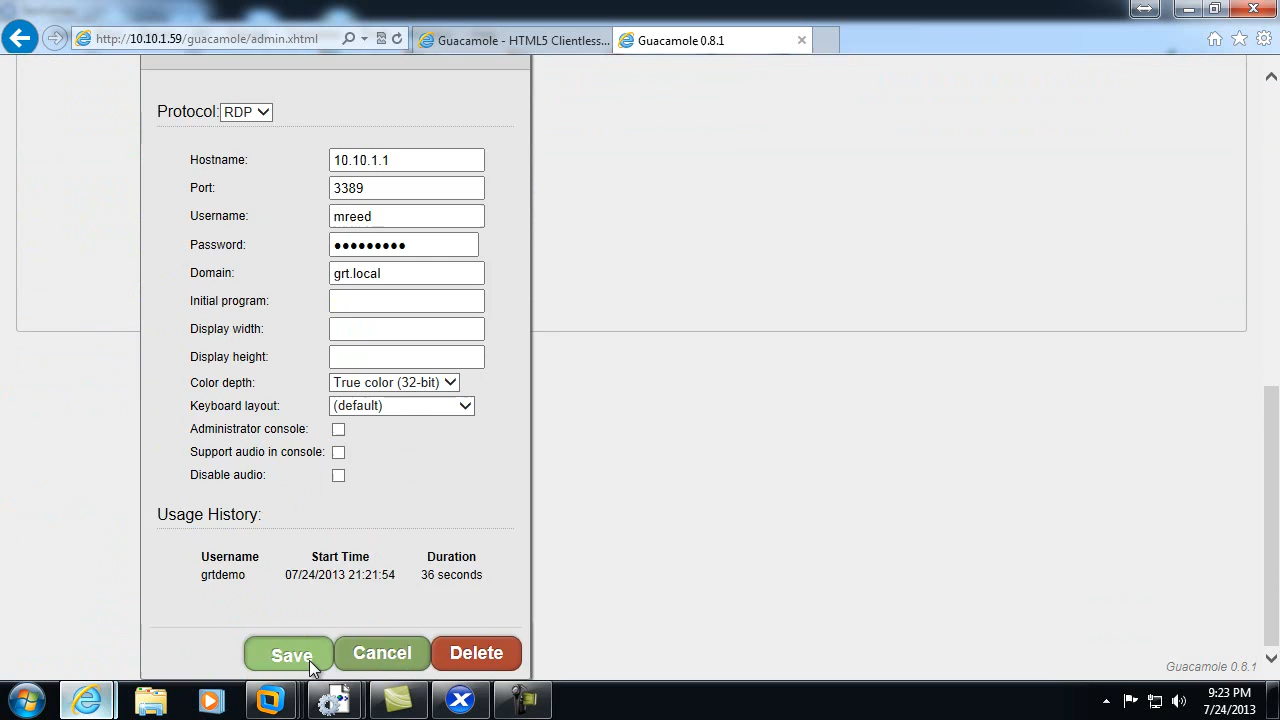 http://10.10.1.59/guacamole/admin.xhtml
Guacamole - HTML5 Clientless...
Guacamole 0.8.1
Protocol: RDP
Hostname: 10.10.1.1
Port: 3389
Username: mreed
Password: ●●●●●●●●●
Domain: grt.local
Initial program:
Display width:
Display height:
Color depth: True color (32-bit)
Keyboard layout: (default)
Administrator console:
Support audio in console:
Disable audio:
Usage History:
Username Start Time Duration
grtdemo 07/24/2013 21:21:54 36 seconds
Save Cancel Delete
Guacamole 0.8.1
9:23 PM
7/24/2013